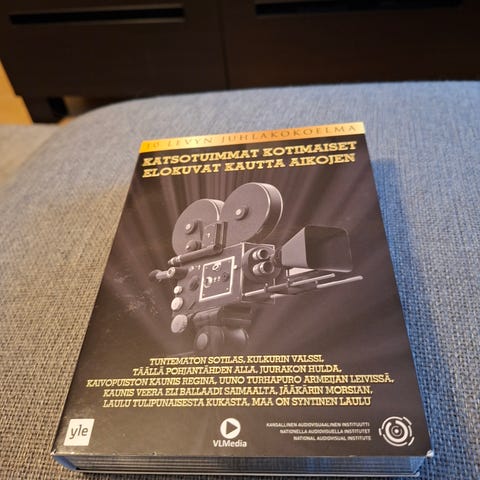 10 LEVYN JUHLAKOKOELMA
KATSOTUIMMAT KOTIMAISET
ELOKUVAT KAUTTA AIKOJEN
TUNTEMATON SOTILAS, KULKURIN VALSSI,
TÄÄLLÄ POHJANTÄHDEN ALLA, JUURAKON HULDA,
KAIVOPUISTON KAUNIS REGINA, UUNO TURHAPURO ARMEIJAN LEIVISSÄ,
KAUNIS VEERA ELI BALLAADI SAIMAALTA, JÄÄKÄRIN MORSIAN,
LAULU TULIPUNAISESTA KUKASTA, MAA ON SYNTINEN LAULU
yle
VLMedia
KANSALLINEN AUDIOVISUAALINEN INSTITUUTTI
NATIONELLA AUDIOVISUELLA INSTITUTET
NATIONAL AUDIOVISUAL INSTITUTE